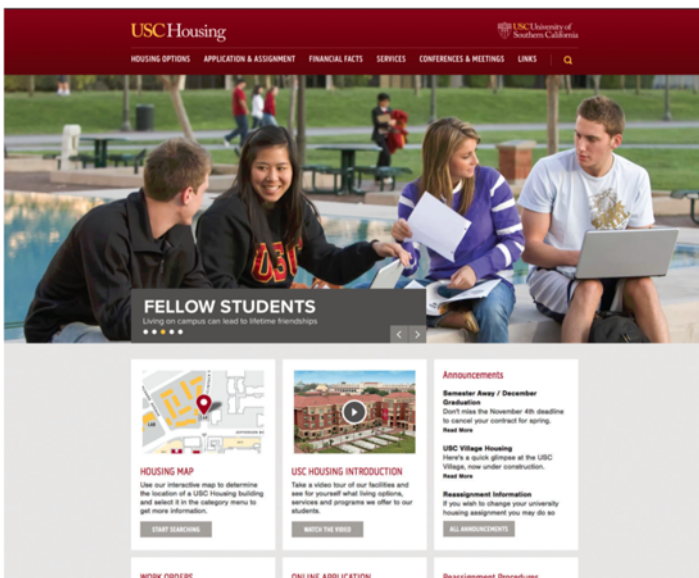 USC Housing
USC University of
Southern California
HOUSING OPTIONS APPLICATION & ASSIGNMENT FINANCIAL FACTS SERVICES CONFERENCES & MEETINGS LINKS
USC
FELLOW STUDENTS
Living on campus can lead to lifetime friendships
HOUSING MAP
Use our interactive map to determine
the location of a USC Housing building
and select it in the category menu to
get more information.
START SEARCHING
USC HOUSING INTRODUCTION
Take a video tour of our facilities and
see for yourself what living options,
services and programs we offer to our
students.
WATCH THE VIDEO
Announcements
Semester Away / December
Graduation
Don't miss the November 4th deadline
to cancel your contract for spring.
Read More
USC Village Housing
Here's a quick glimpse at the USC
Village, now under construction.
Read More
Reassignment Information
If you wish to change your university
housing assignment you may do so
ALL ANNOUNCEMENTS
WORK ORDERS
ONLINE APPLICATION
Reassignment Procedures